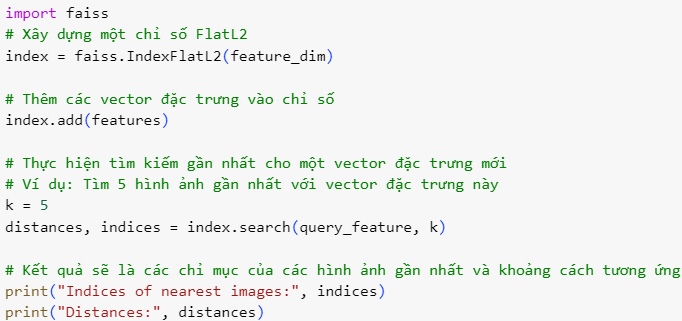 import faiss
# Xây dựng một chỉ số FlatL2
index = faiss.IndexFlatL2(feature_dim)
# Thêm các vector đặc trưng vào chỉ số
index.add(features)
# Thực hiện tìm kiếm gần nhất cho một vector đặc trưng mới
# Ví dụ: Tìm 5 hình ảnh gần nhất với vector đặc trưng này
k = 5
distances, indices = index.search(query_feature, k)
# Kết quả sẽ là các chỉ mục của các hình ảnh gần nhất và khoảng cách tương ứng
print("Indices of nearest images:", indices)
print("Distances:", distances)